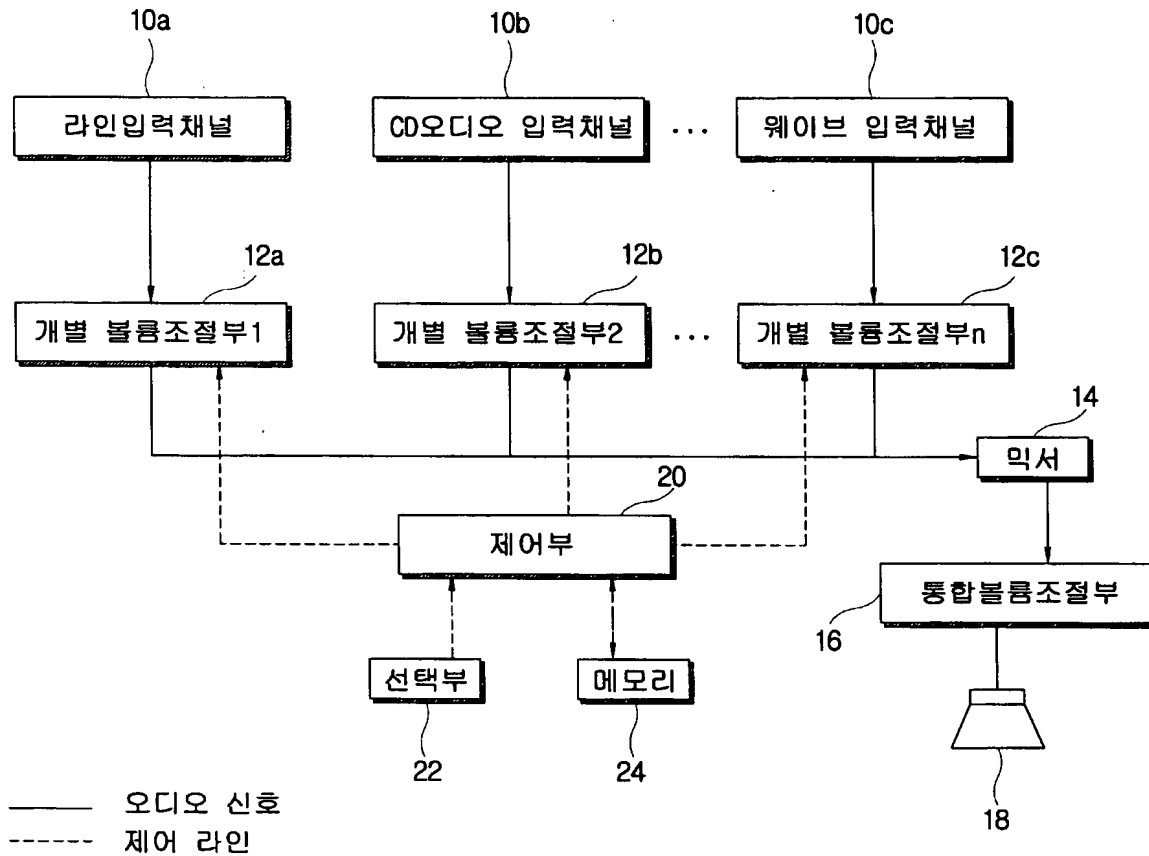 10a
10b
10c
라인입력채널
CD오디오 입력채널
...
웨이브 입력채널
12a
12b
12c
개별 볼륨조절부1
개별 볼륨조절부2
...
개별 볼륨조절부n
14
믹서
20
제어부
통합볼륨조절부
16
선택부
메모리
22
24
18
오디오 신호
제어 라인